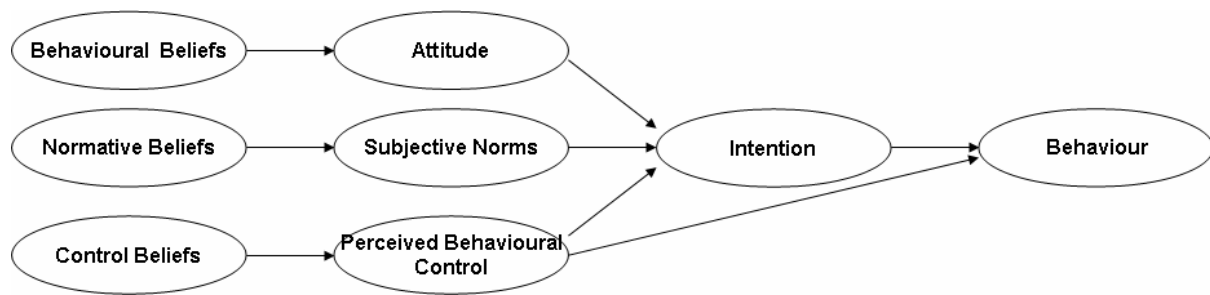 Behavioural Beliefs
Attitude
Normative Beliefs
Subjective Norms
Intention
Behaviour
Control Beliefs
Perceived Behavioural
Control